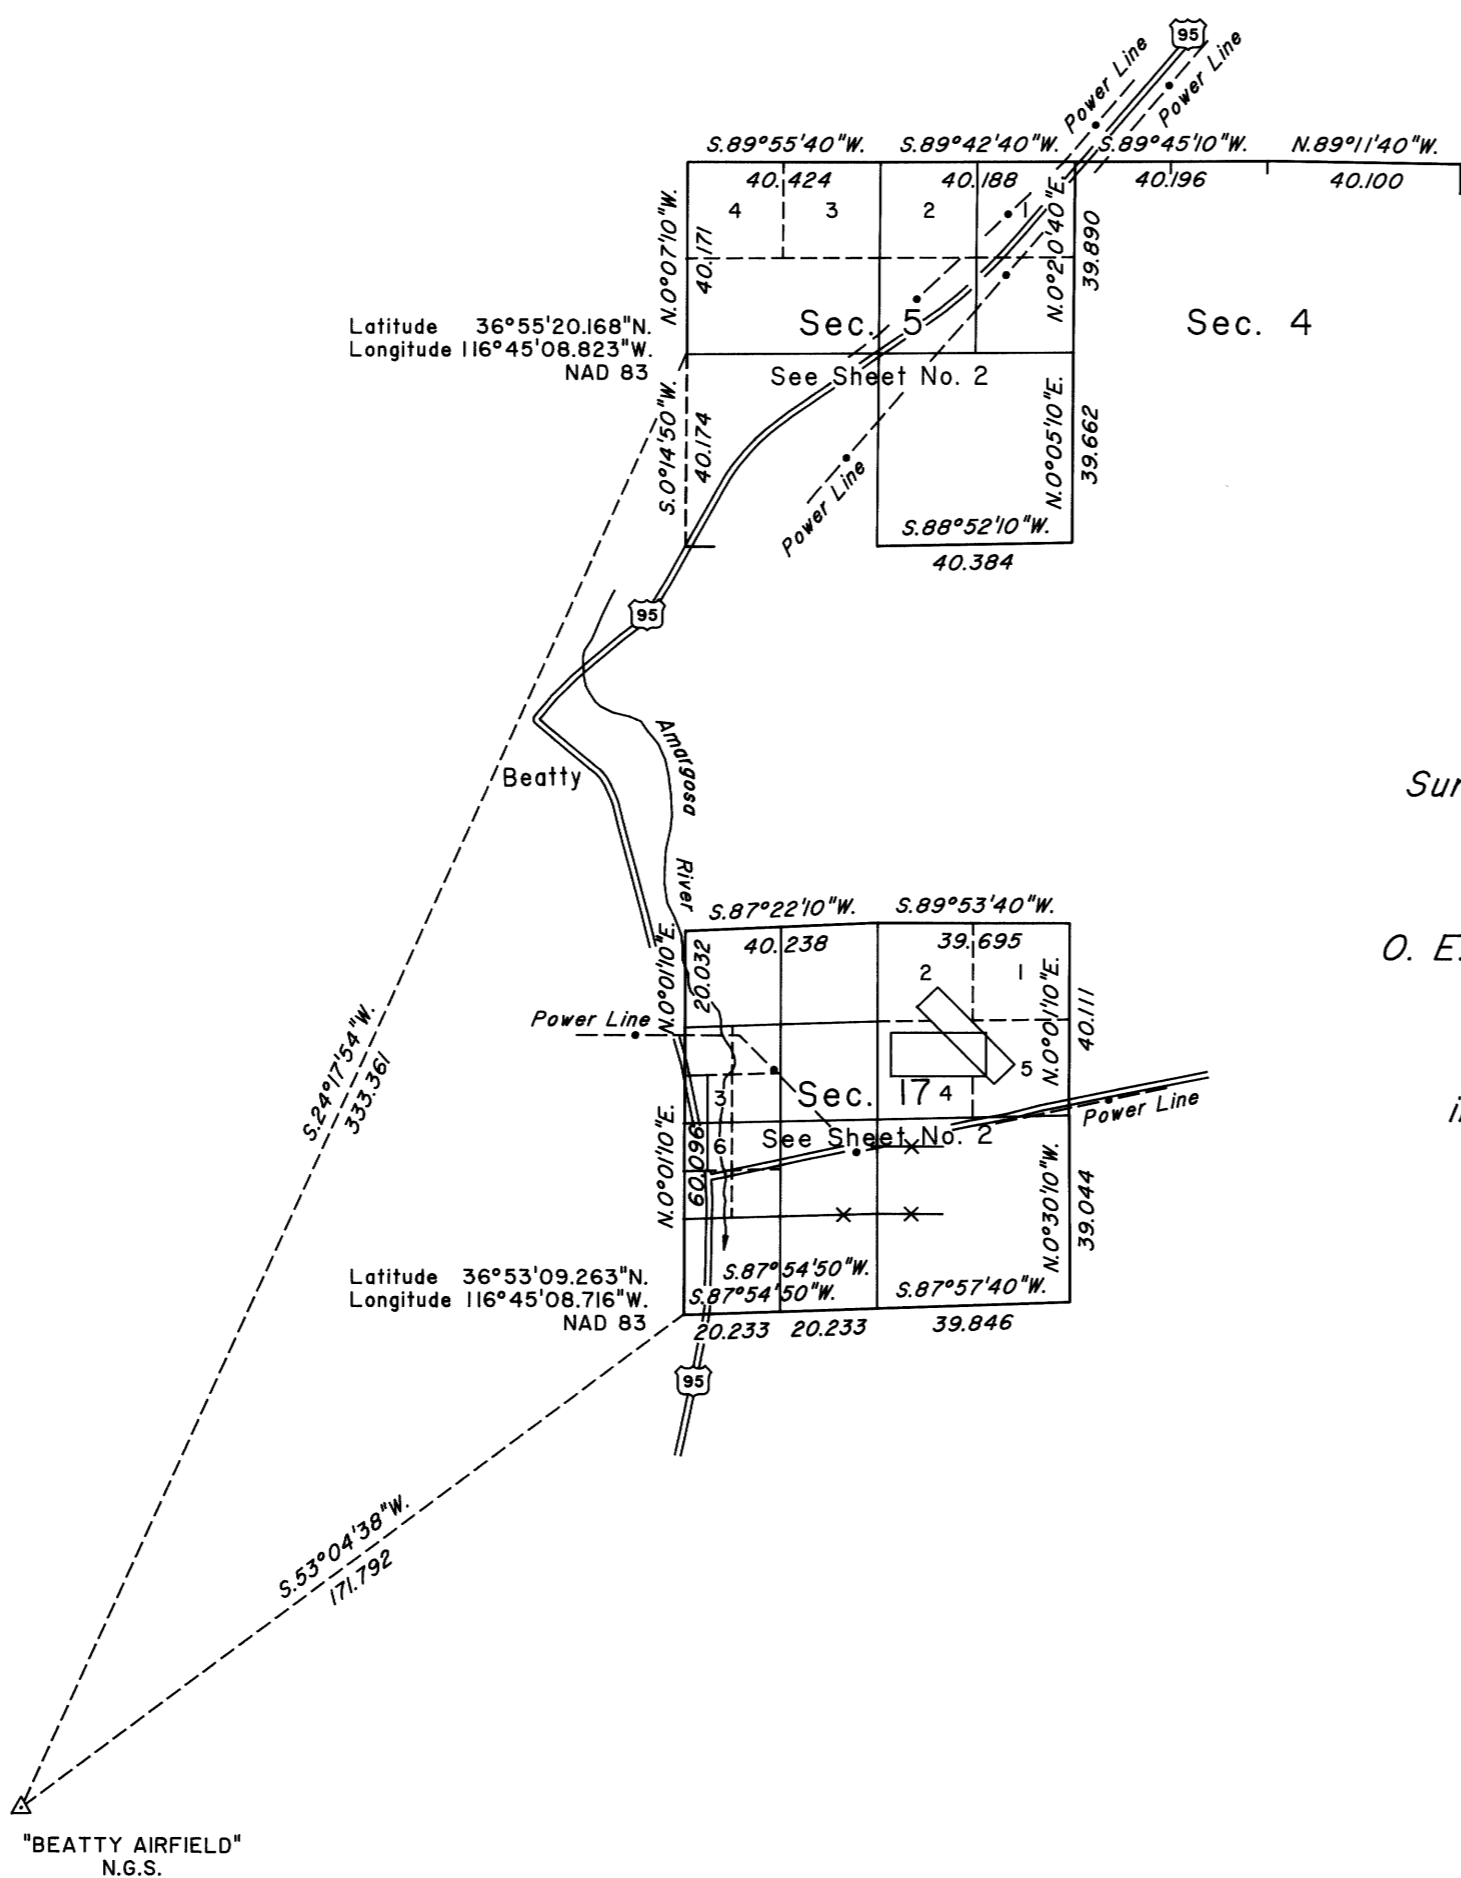 95
Power Line
Power Line
S.89°55'40"W. S.89°42'40"W. S.89°45'10"W. N.89°11'40"W.
40.424 40.188 40.196 40.100
4 3 2 1
N.0°07'10"W.
40.171
N.0°20'40"E.
39.890
Latitude 36°55'20.168"N.
Longitude 116°45'08.823"W.
NAD 83
Sec. 5
Sec. 4
See Sheet No. 2
S.0°14'50"W.
40.174
N.0°05'10"E.
39.662
Power Line
S.88°52'10"W.
40.384
95
Amargosa River
Beatty
Sur
S.87°22'10"W. S.89°53'40"W.
40.238 39.695
O. E.
N.0°01'10"E.
20.032
2 1
N.0°01'10"E.
40.111
Power Line
S.24°17'54"W.
333.361
5
Sec. 17 4
3
Power Line
See Sheet No. 2
6
N.0°01'10"E.
60.096
N.0°30'10"W.
39.044
Latitude 36°53'09.263"N.
Longitude 116°45'08.716"W.
NAD 83
S.87°54'50"W.
S.87°54'50"W. S.87°57'40"W.
20.233 20.233 39.846
95
S.53°04'38"W.
171.792
"BEATTY AIRFIELD"
N.G.S.